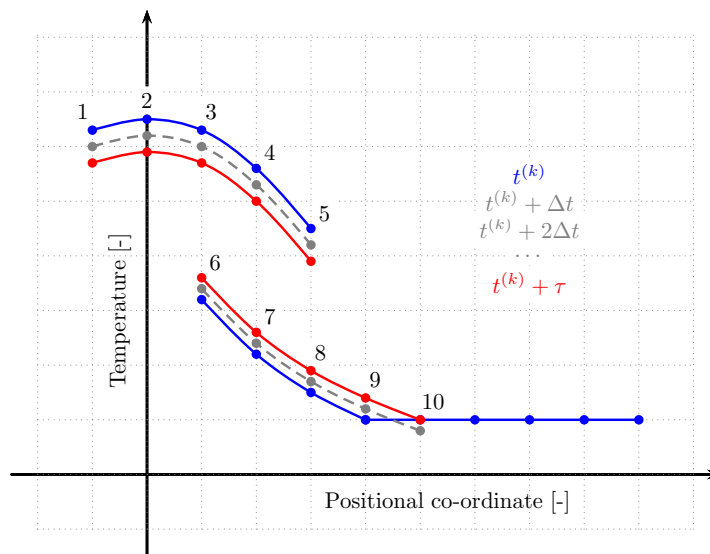 1
2
3
4
5
6
7
8
9
10
t^{(k)}
t^{(k)} + Δt
t^{(k)} + 2Δt
...
t^{(k)} + τ
Temperature [-]
Positional co-ordinate [-]